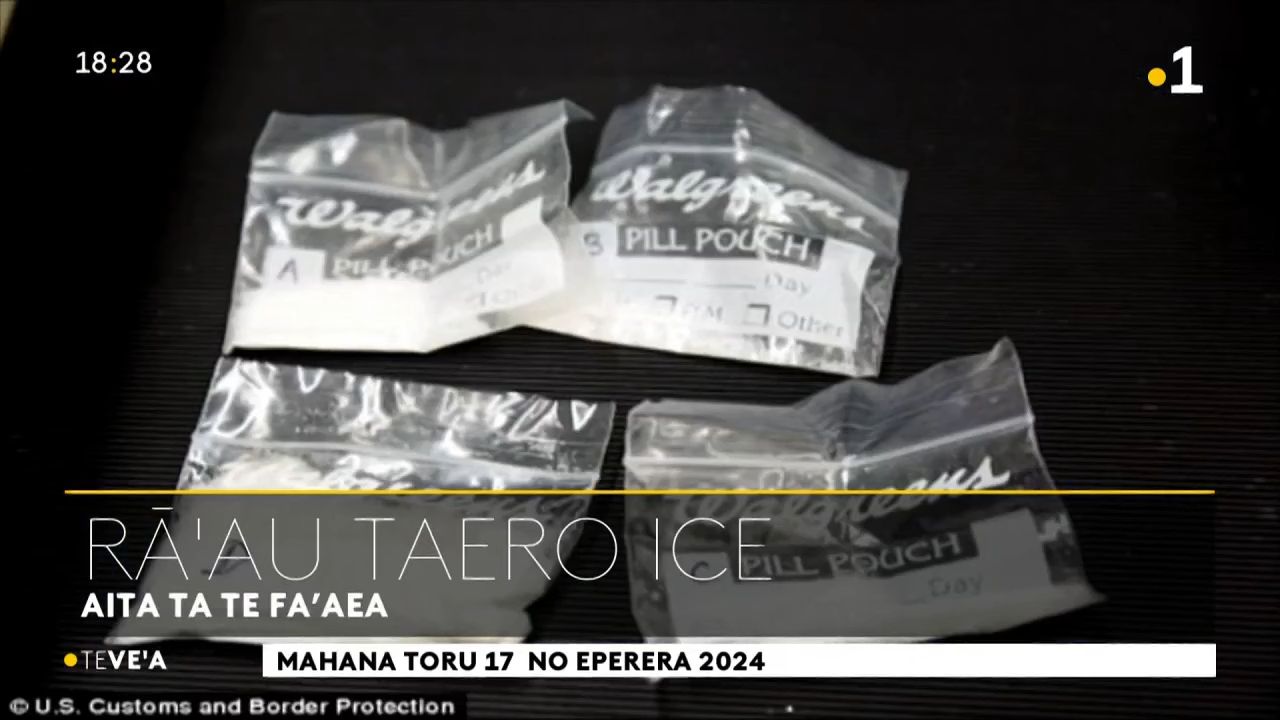 18:28
1
Walgreens
A PILL POUCH
Day
Walgreens
B PILL POUCH
Day
P.M. Other
Walgreens
C PILL POUCH
Day
RĀ'AU TAERO ICE
AITA TA TE FA'AEA
TEVE'A
MAHANA TORU 17 NO EPERERA 2024
© U.S. Customs and Border Protection